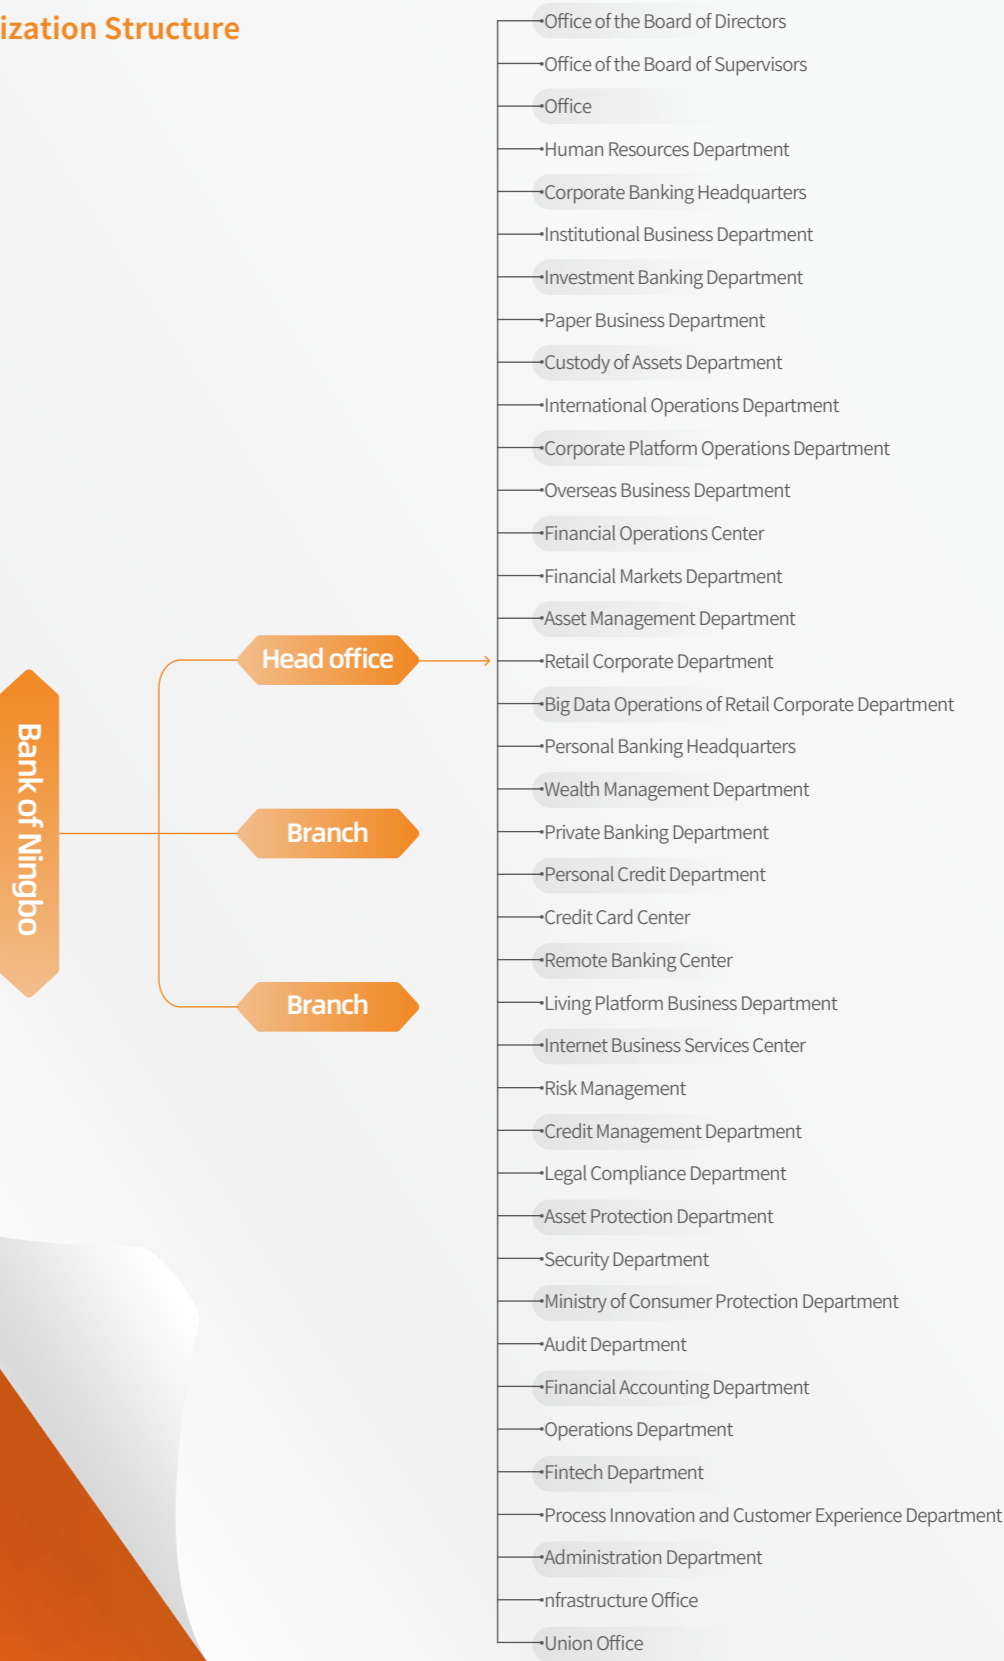 ization Structure
Bank of Ningbo
Head office
Branch
Branch
Office of the Board of Directors
Office of the Board of Supervisors
Office
Human Resources Department
Corporate Banking Headquarters
Institutional Business Department
Investment Banking Department
Paper Business Department
Custody of Assets Department
International Operations Department
Corporate Platform Operations Department
Overseas Business Department
Financial Operations Center
Financial Markets Department
Asset Management Department
Retail Corporate Department
Big Data Operations of Retail Corporate Department
Personal Banking Headquarters
Wealth Management Department
Private Banking Department
Personal Credit Department
Credit Card Center
Remote Banking Center
Living Platform Business Department
Internet Business Services Center
Risk Management
Credit Management Department
Legal Compliance Department
Asset Protection Department
Security Department
Ministry of Consumer Protection Department
Audit Department
Financial Accounting Department
Operations Department
Fintech Department
Process Innovation and Customer Experience Department
Administration Department
nfrastructure Office
Union Office